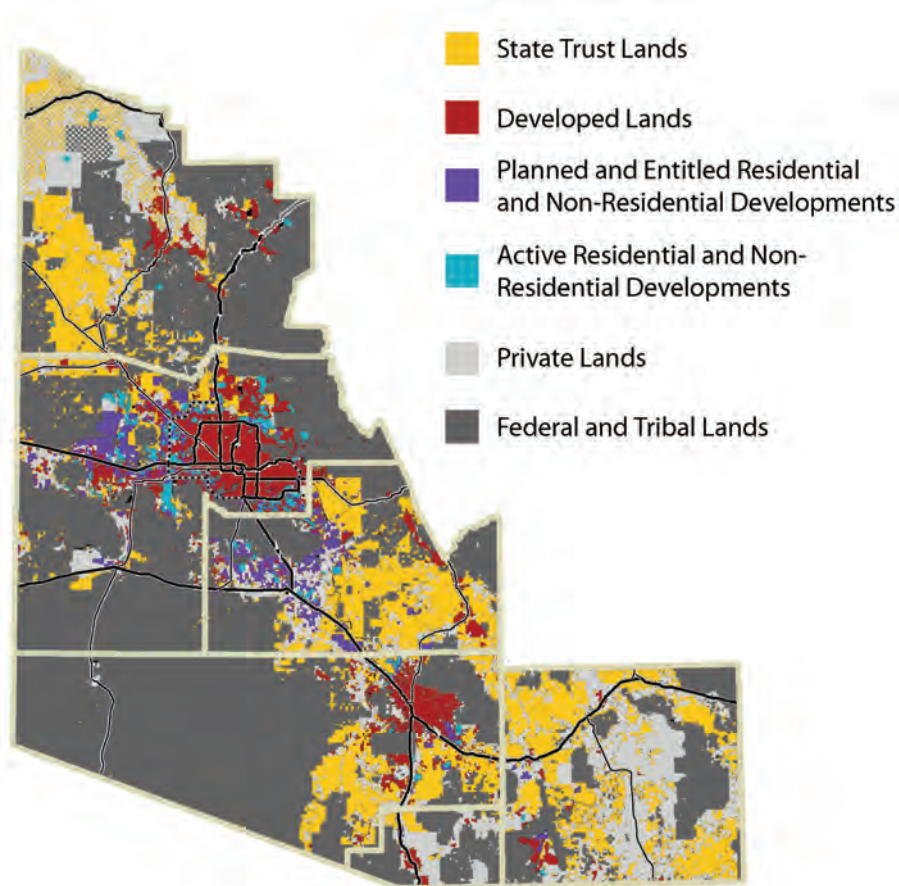 State Trust Lands
Developed Lands
Planned and Entitled Residential
and Non-Residential Developments
Active Residential and Non-
Residential Developments
Private Lands
Federal and Tribal Lands